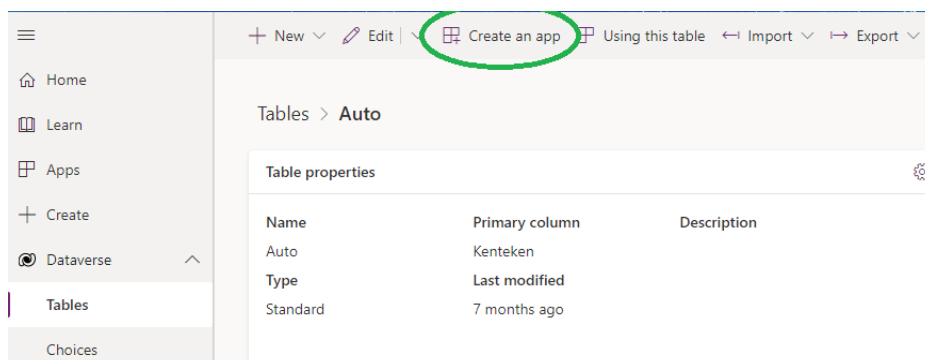 New Edit Create an app Using this table Import Export
Home
Learn
Apps
Create
Dataverse
Tables
Choices
Tables > Auto
Table properties
Name Primary column Description
Auto Kenteken
Type Last modified
Standard 7 months ago